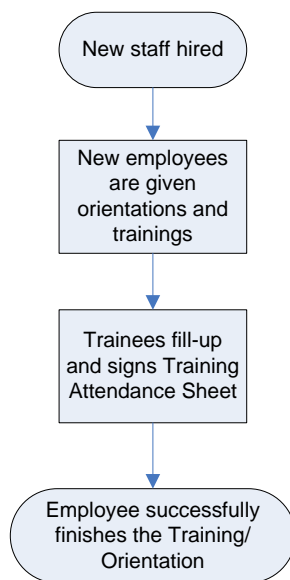 New staff hired
New employees
are given
orientations and
trainings
Trainees fill-up
and signs Training
Attendance Sheet
Employee successfully
finishes the Training/
Orientation